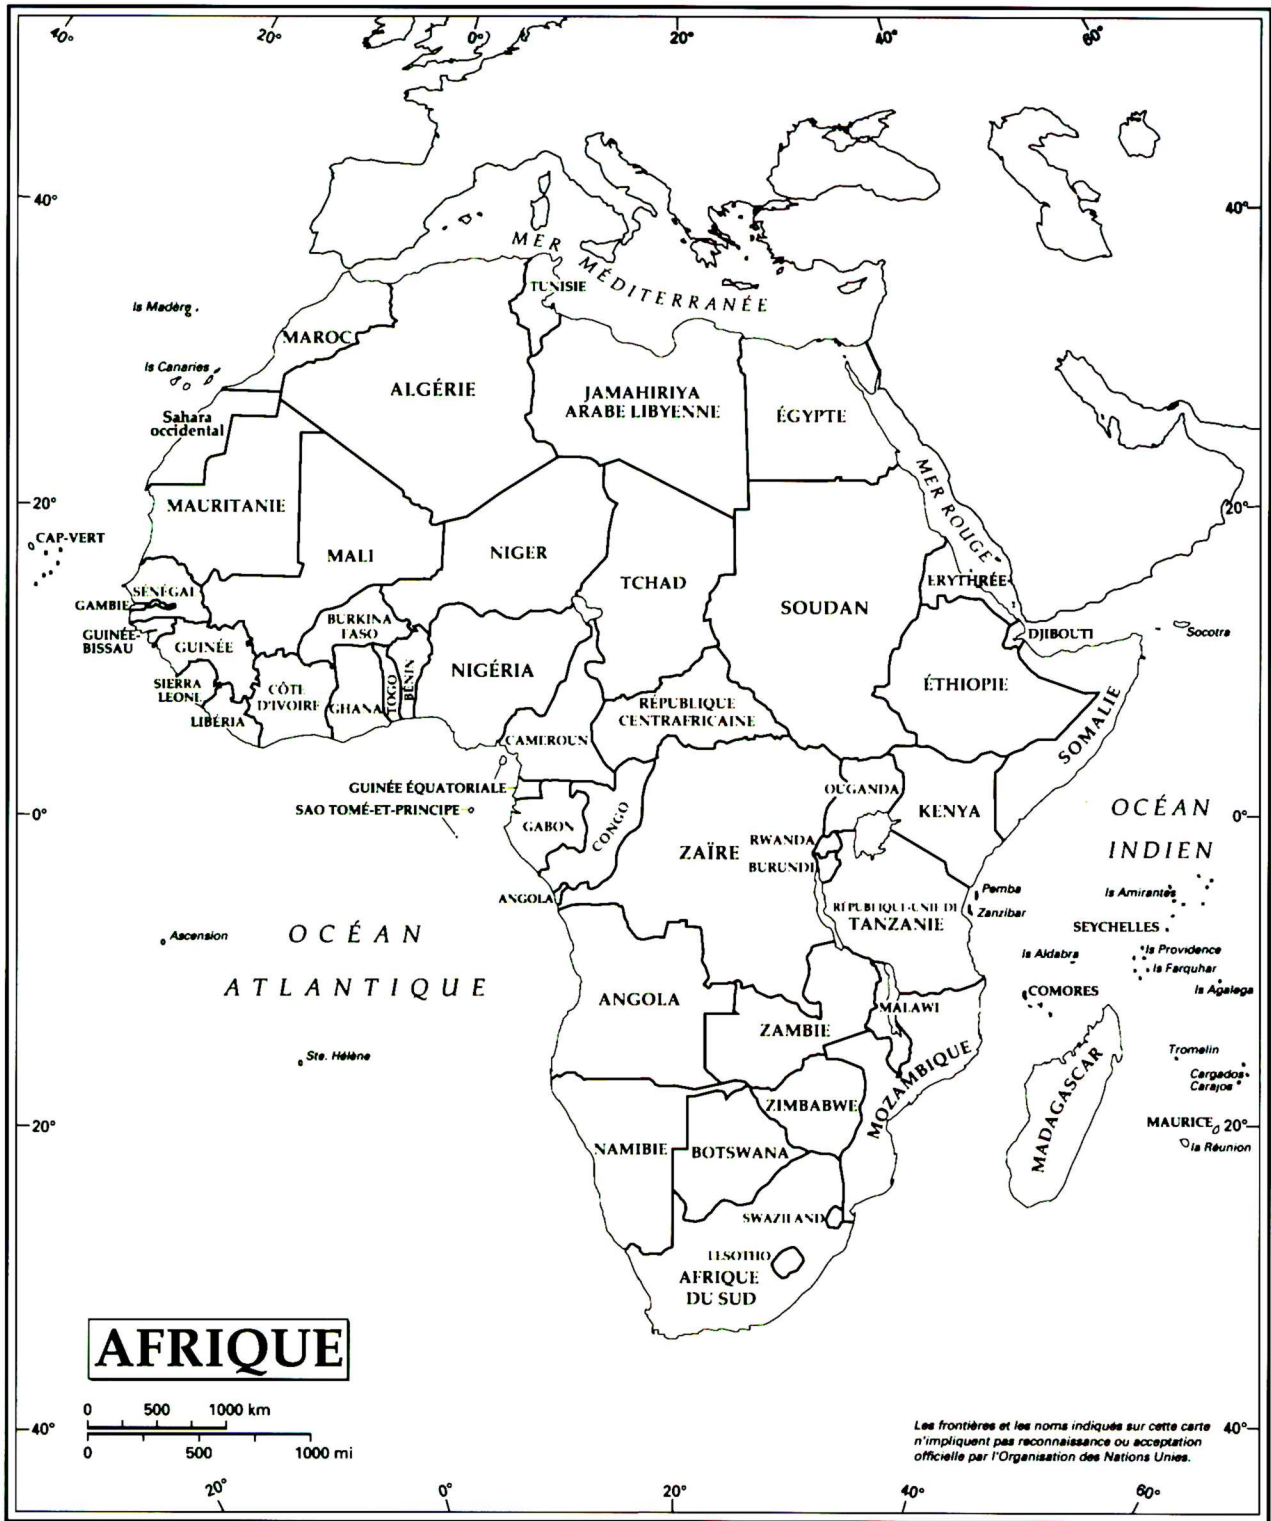 40°
20°
0°
20°
40°
60°
40°
40°
MER MÉDITERRANÉE
TUNISIE
Is Madère
MAROC
Is Canaries
ALGÉRIE
JAMAHIRIYA
ARABE LIBYENNE
ÉGYPTE
Sahara
occidental
MER ROUGE
MAURITANIE
20°
20°
CAP-VERT
MALI
NIGER
TCHAD
ERYTHRÉE
SÉNÉGAL
GAMBIE
SOUDAN
BURKINA
FASO
GUINÉE-
BISSAU
GUINÉE
DJIBOUTI
Socotra
NIGÉRIA
SIERRA
LEONE
CÔTE
D'IVOIRE
GHANA
TOGO
BÉNIN
ÉTHIOPIE
LIBÉRIA
RÉPUBLIQUE
CENTRAFRICAINE
SOMALIE
CAMEROUN
GUINÉE ÉQUATORIALE
OUGANDA
SAO TOMÉ-ET-PRINCIPE
0°
GABON
CONGO
KENYA
OCÉAN
INDIEN
0°
ZAÏRE
RWANDA
BURUNDI
ANGOLA
Pemba
Is Amirantes
RÉPUBLIQUE-UNIE DE
TANZANIE
Zanzibar
SEYCHELLES
Ascension
OCÉAN
ATLANTIQUE
Is Aldabra
Is Providence
Is Farquhar
Is Agalega
ANGOLA
COMORES
MALAWI
ZAMBIE
Ste. Hélène
MOZAMBIQUE
MADAGASCAR
Tromelin
Cargados
Carajos
ZIMBABWE
MAURICE
20°
20°
Is Réunion
NAMIBIE
BOTSWANA
SWAZILAND
LESOTHO
AFRIQUE
DU SUD
AFRIQUE
0 500 1000 km
0 500 1000 mi
40°
40°
Les frontières et les noms indiqués sur cette carte
n'impliquent pas reconnaissance ou acceptation
officielle par l'Organisation des Nations Unies.
20°
0°
20°
40°
60°